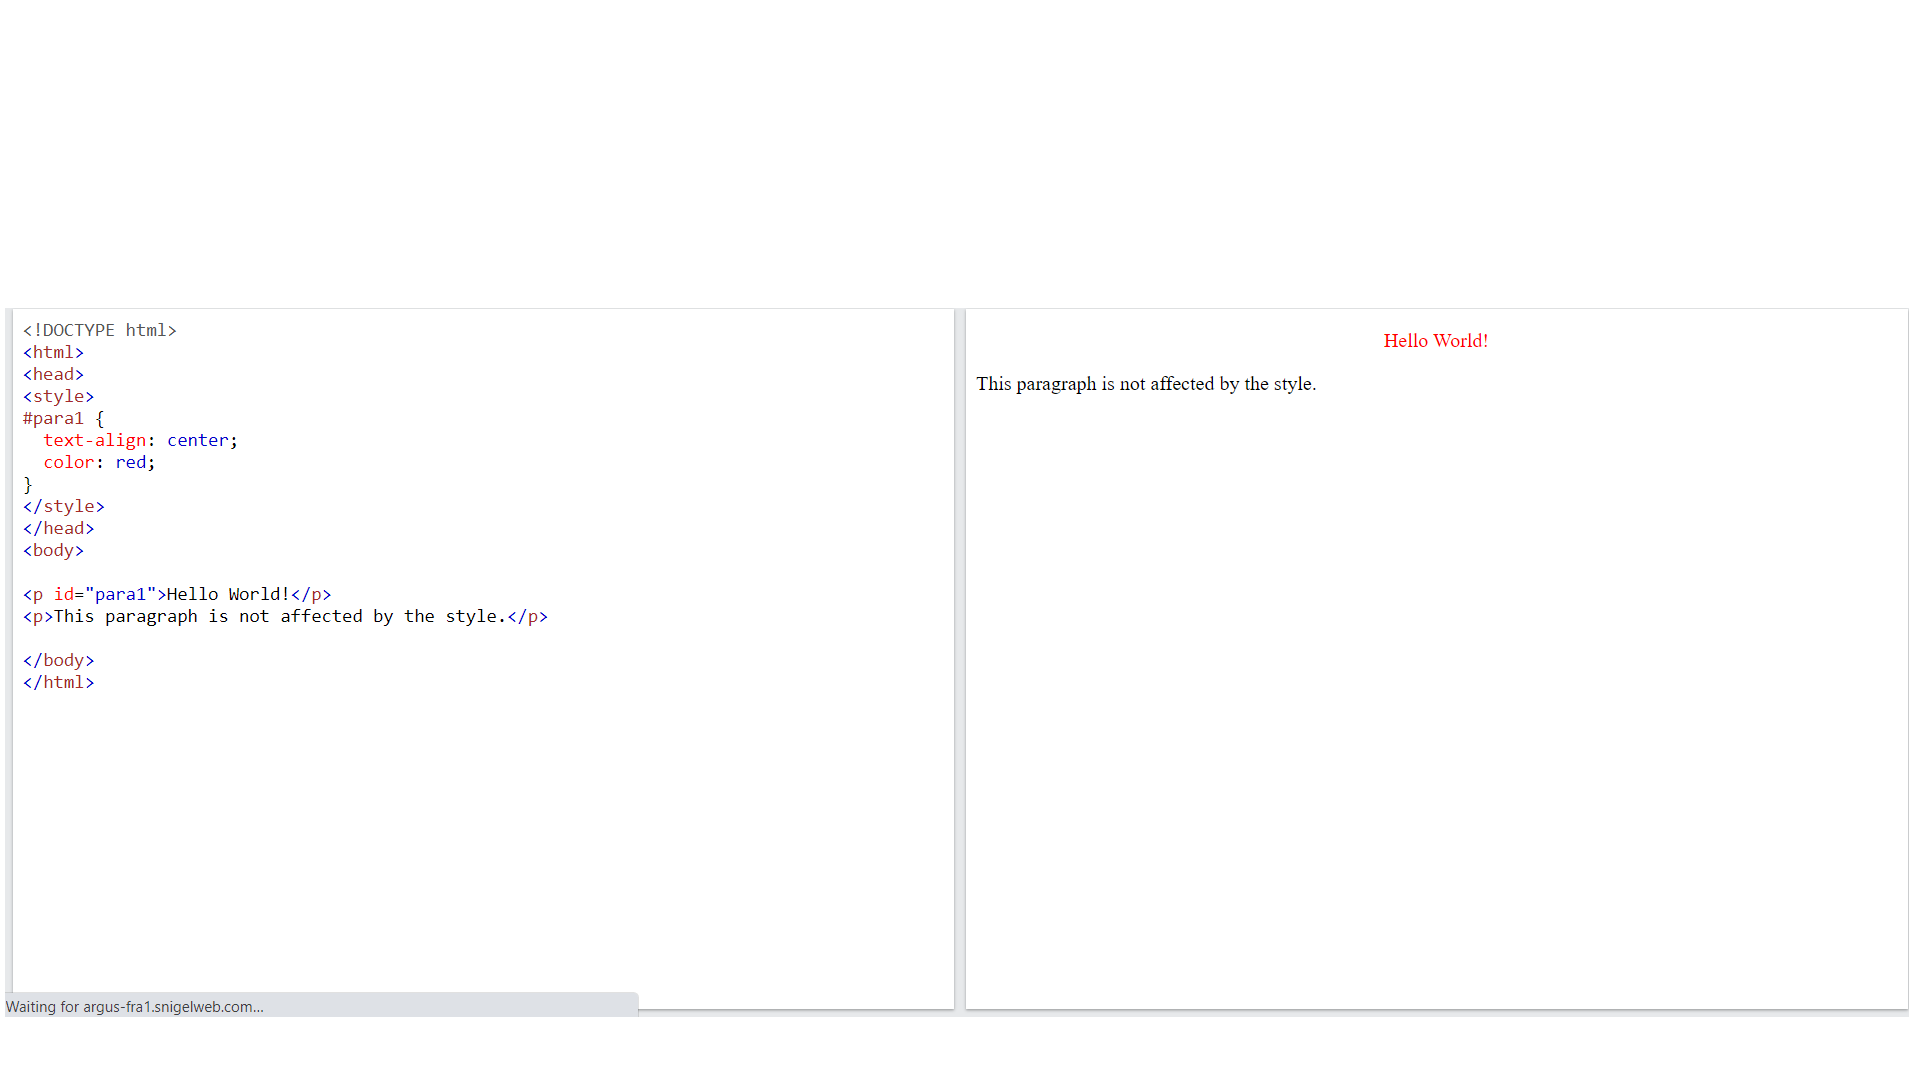 <!DOCTYPE html>
<html>
<head>
<style>
#para1 {
  text-align: center;
  color: red;
}
</style>
</head>
<body>

<p id="para1">Hello World!</p>
<p>This paragraph is not affected by the style.</p>

</body>
</html>
Waiting for argus-fra1.snigelweb.com...
Hello World!
This paragraph is not affected by the style.